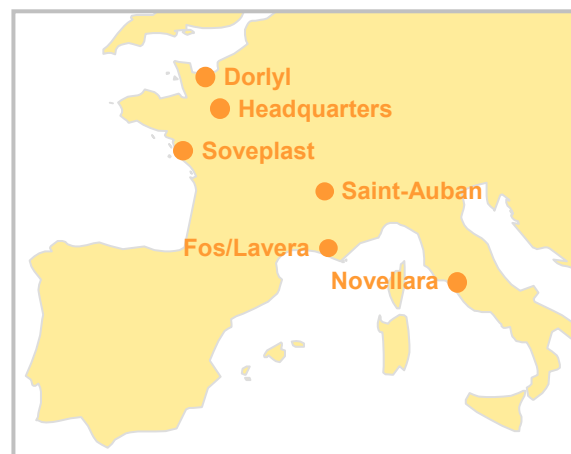 Dorlyl
Headquarters
Soveplast
Saint-Auban
Fos/Lavera
Novellara